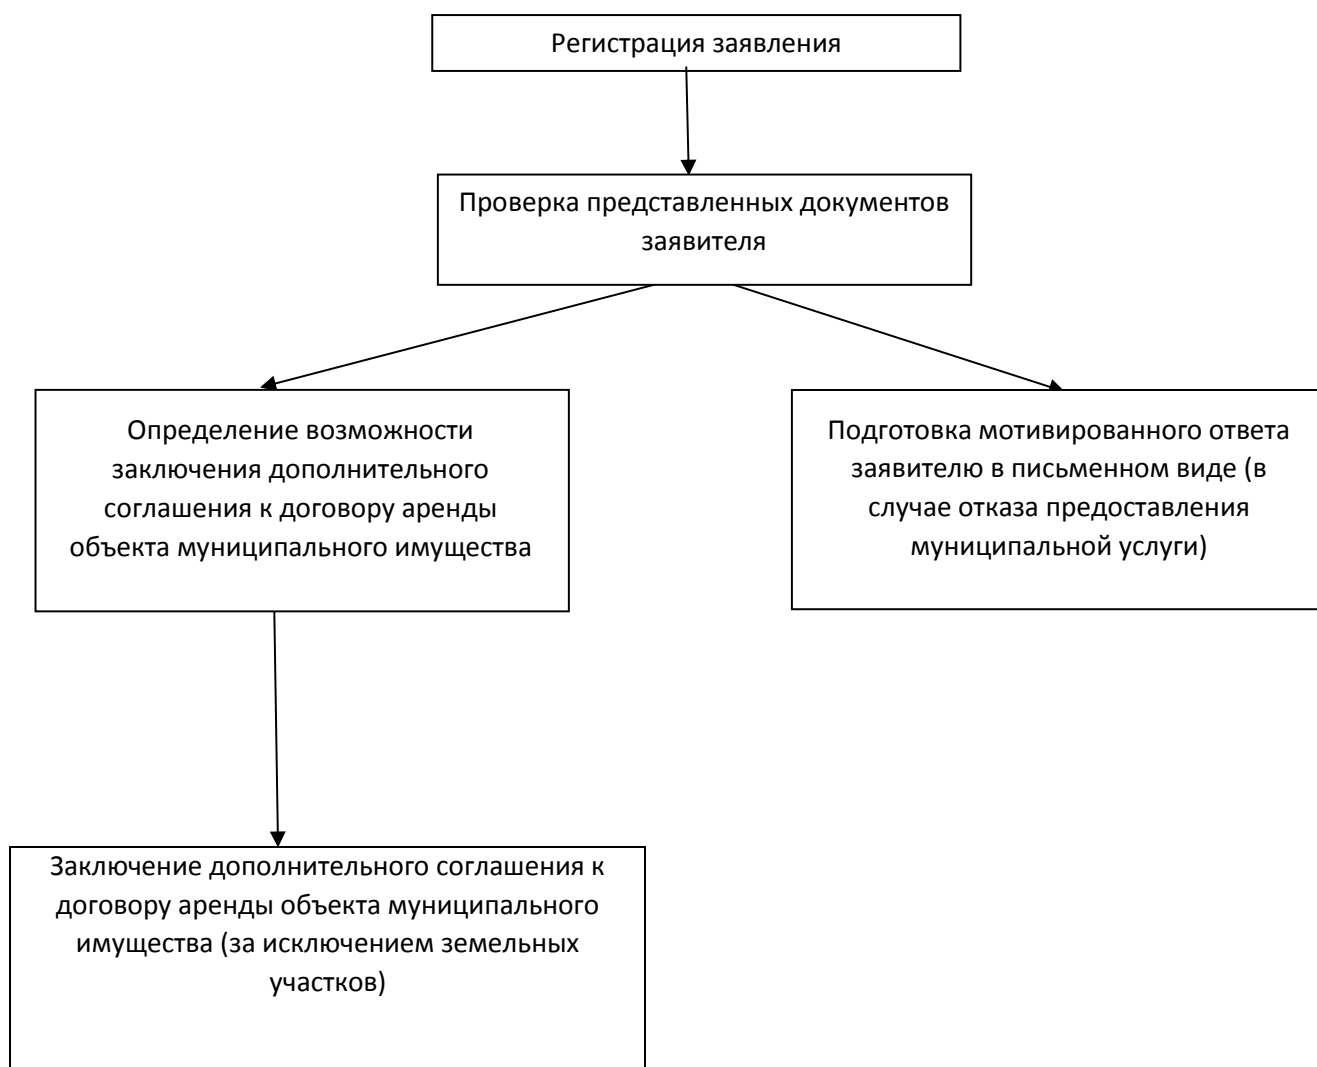 Регистрация заявления
Проверка представленных документов
заявителя
Определение возможности
заключения дополнительного
соглашения к договору аренды
объекта муниципального имущества
Подготовка мотивированного ответа
заявителю в письменном виде (в
случае отказа предоставления
муниципальной услуги)
Заключение дополнительного соглашения к
договору аренды объекта муниципального
имущества (за исключением земельных
участков)